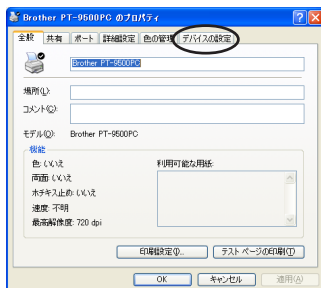 Brother PT-9500PC のプロパティ
全般 共有 ポート 詳細設定 色の管理 デバイスの設定
Brother PT-9500PC
場所(L):
コメント(C):
モデル(O): Brother PT-9500PC
機能
色: いいえ 利用可能な用紙:
両面: いいえ
ホチキス止め: いいえ
速度: 不明
最高解像度: 720 dpi
印刷設定(I)... テスト ページの印刷(T)
OK キャンセル 適用(A)